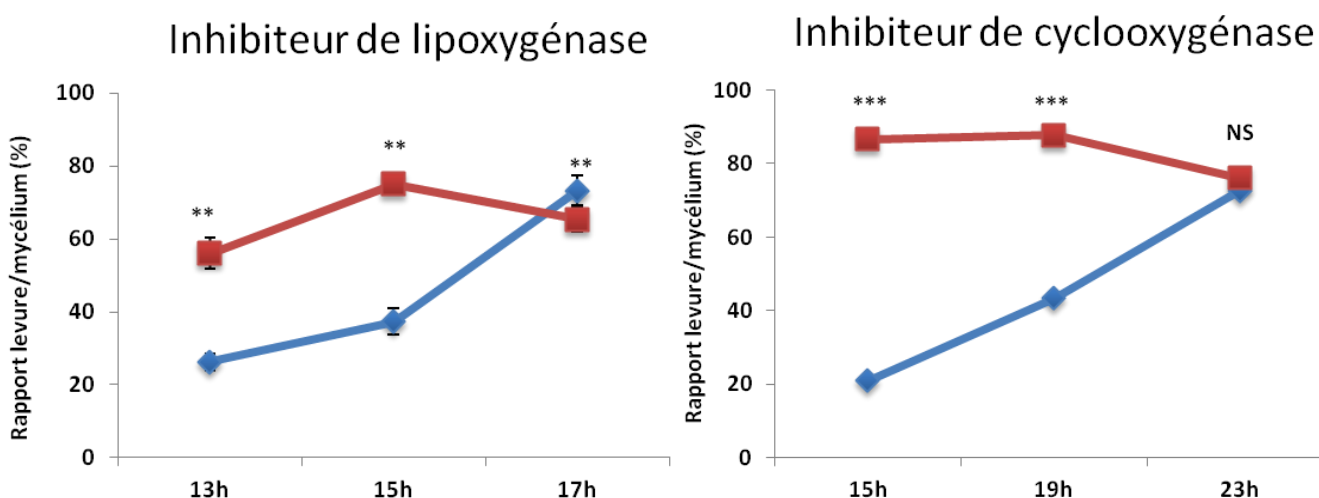 Inhibiteur de lipoxygénase
Rapport levure/mycélium (%)
100
80
60
40
20
0
**
**
**
13h
15h
17h
Inhibiteur de cyclooxygénase
Rapport levure/mycélium (%)
100
80
60
40
20
0
***
***
NS
15h
19h
23h